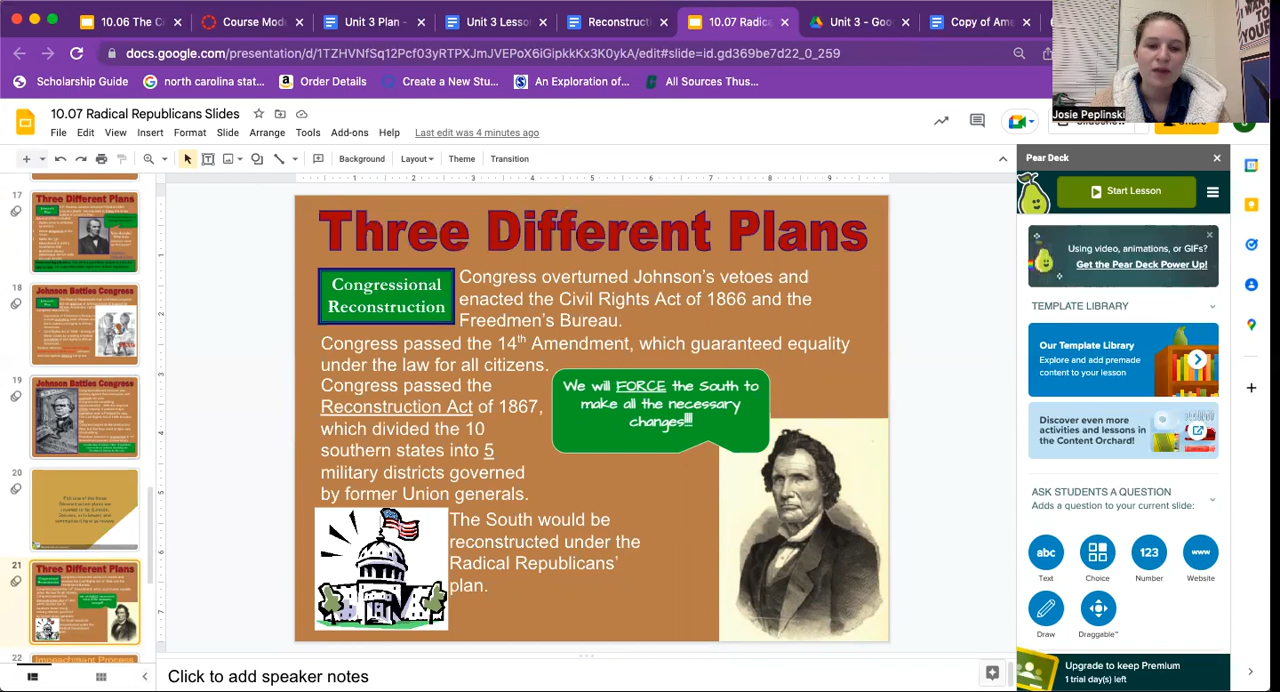 10.06 The C
Course Modu
Unit 3 Plan -
Unit 3 Lesso
Reconstructi
10.07 Radica
Unit 3 - Goo
Copy of Am
docs.google.com/presentation/d/1TZHVNfSq12Pcf03yRTPXJmJVEPoX6iGipkKx3K0ykA/edit#slide=id.gd369be7d22_0_259
Scholarship Guide
north carolina stat...
Order Details
Create a New Stu...
An Exploration of...
All Sources Thus...
Josie Peplinski
10.07 Radical Republicans Slides
File Edit View Insert Format Slide Arrange Tools Add-ons Help Last edit was 4 minutes ago
Background Layout Theme Transition
17
Three Different Plans
18
Johnson Battles Congress
19
Johnson Battles Congress
20
21
Three Different Plans
22
Impeachment Process
Three Different Plans
Congressional
Reconstruction
Congress overturned Johnson's vetoes and
enacted the Civil Rights Act of 1866 and the
Freedmen's Bureau.
Congress passed the 14th Amendment, which guaranteed equality
under the law for all citizens.
Congress passed the
Reconstruction Act of 1867,
which divided the 10
southern states into 5
military districts governed
by former Union generals.
We will FORCE the South to
make all the necessary
changes!!!!
The South would be
reconstructed under the
Radical Republicans'
plan.
Click to add speaker notes
Pear Deck
Start Lesson
Using video, animations, or GIFs?
Get the Pear Deck Power Up!
TEMPLATE LIBRARY
Our Template Library
Explore and add premade
content to your lesson
Discover even more
activities and lessons in
the Content Orchard!
ASK STUDENTS A QUESTION
Adds a question to your current slide:
abc
123
www
Text
Choice
Number
Website
Draw
Draggable™
Upgrade to keep Premium
1 trial day(s) left